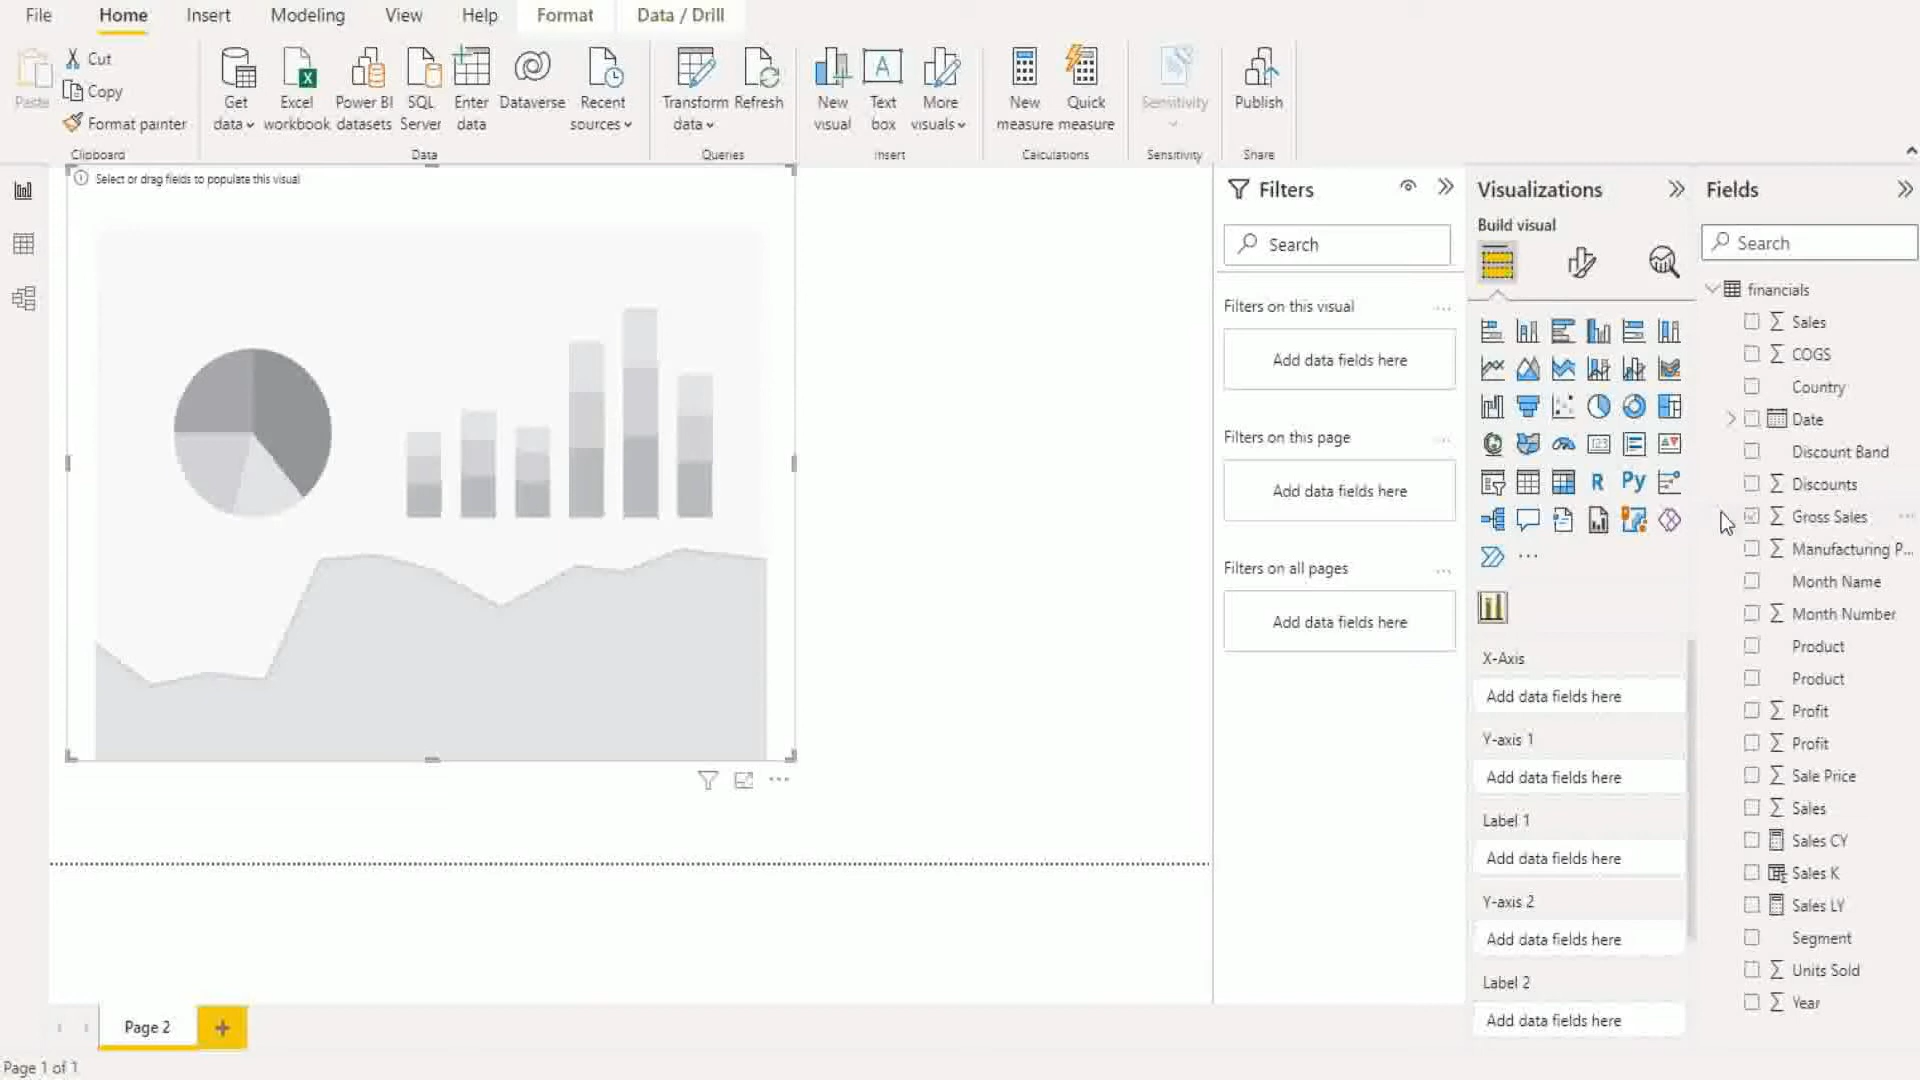 File Home Insert Modeling View Help Format Data / Drill
Paste
Cut
Copy
Format painter
Clipboard
Get data
Excel workbook
Power BI datasets
SQL Server
Enter data
Dataverse
Recent sources
Data
Transform data
Refresh
Queries
New visual
Text box
More visuals
Insert
New measure
Quick measure
Calculations
Sensitivity
Sensitivity
Publish
Share
Select or drag fields to populate this visual
Filters
Search
Filters on this visual
Add data fields here
Filters on this page
Add data fields here
Filters on all pages
Add data fields here
Visualizations
Build visual
123
R
Py
X-Axis
Add data fields here
Y-axis 1
Add data fields here
Label 1
Add data fields here
Y-axis 2
Add data fields here
Label 2
Add data fields here
Fields
Search
financials
Sales
COGS
Country
Date
Discount Band
Discounts
Gross Sales
Manufacturing P...
Month Name
Month Number
Product
Product
Profit
Profit
Sale Price
Sales
Sales CY
Sales K
Sales LY
Segment
Units Sold
Year
Page 2
Page 1 of 1